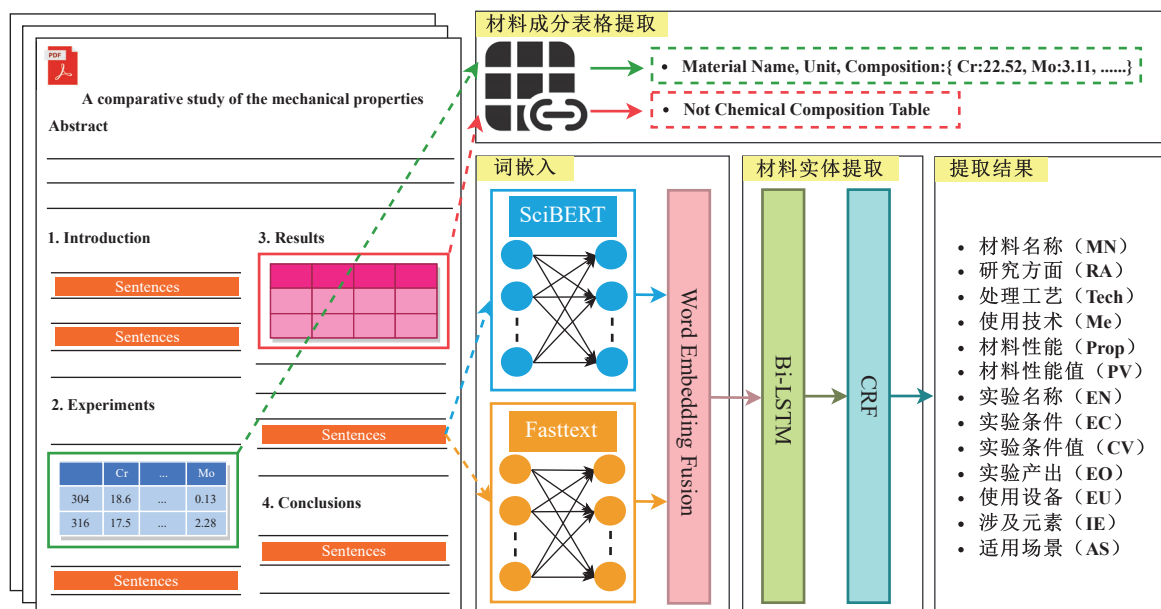 PDF
A comparative study of the mechanical properties
Abstract
1. Introduction
Sentences
Sentences
2. Experiments
Cr ... Mo
304 18.6 ... 0.13
316 17.5 ... 2.28
Sentences
3. Results
Sentences
4. Conclusions
Sentences
材料成分表格提取
• Material Name, Unit, Composition:{ Cr:22.52, Mo:3.11, ......}
• Not Chemical Composition Table
词嵌入
SciBERT
Fasttext
Word Embedding Fusion
材料实体提取
Bi-LSTM
CRF
提取结果
• 材料名称（MN）
• 研究方面（RA）
• 处理工艺（Tech）
• 使用技术（Me）
• 材料性能（Prop）
• 材料性能值（PV）
• 实验名称（EN）
• 实验条件（EC）
• 实验条件值（CV）
• 实验产出（EO）
• 使用设备（EU）
• 涉及元素（IE）
• 适用场景（AS）